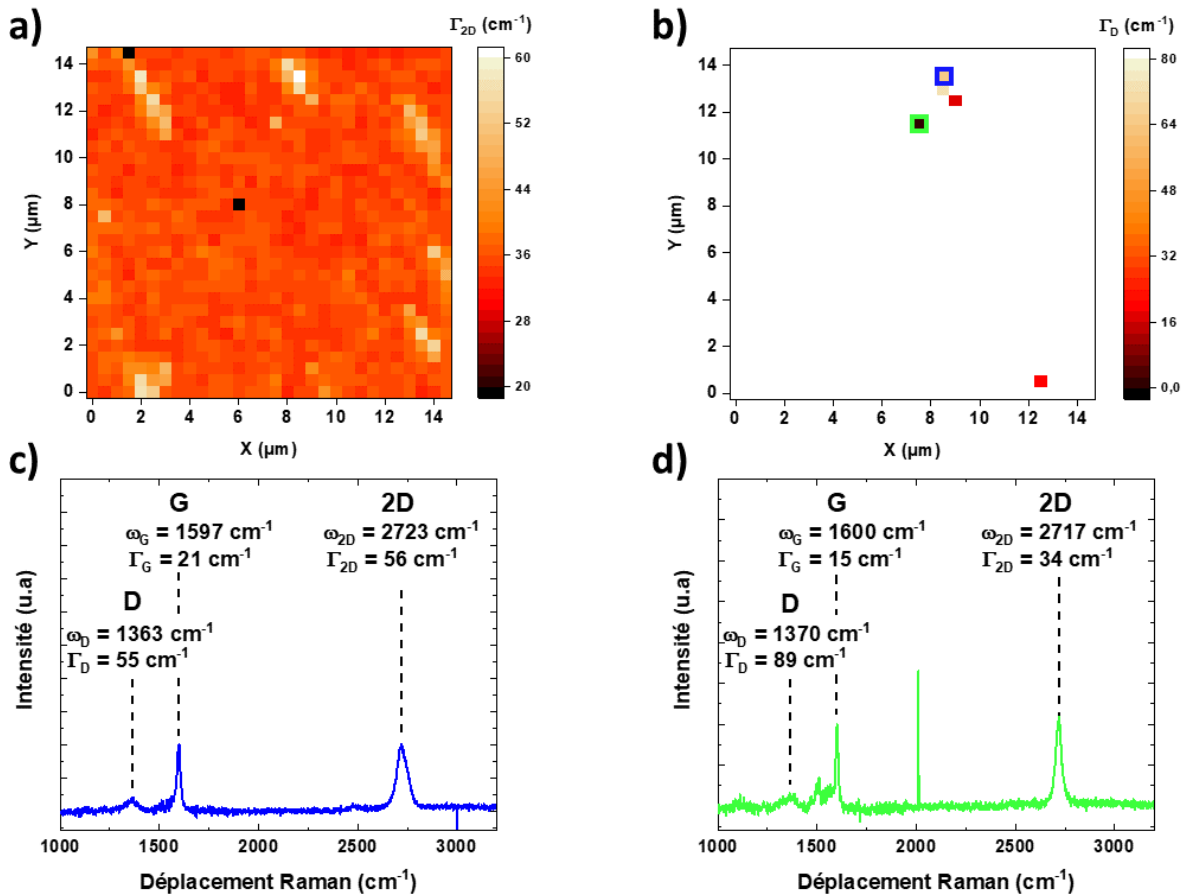 a)
Γ2D (cm-1)
60
52
44
36
28
20
14
12
10
8
6
4
2
0
Y (µm)
0 2 4 6 8 10 12 14
X (µm)
b)
ΓD (cm-1)
80
64
48
32
16
0,0
14
12
10
8
6
4
2
0
Y (µm)
0 2 4 6 8 10 12 14
X (µm)
c)
G
ωG = 1597 cm-1
ΓG = 21 cm-1
2D
ω2D = 2723 cm-1
Γ2D = 56 cm-1
D
ωD = 1363 cm-1
ΓD = 55 cm-1
Intensité (u.a)
1000 1500 2000 2500 3000
Déplacement Raman (cm-1)
d)
G
ωG = 1600 cm-1
ΓG = 15 cm-1
2D
ω2D = 2717 cm-1
Γ2D = 34 cm-1
D
ωD = 1370 cm-1
ΓD = 89 cm-1
Intensité (u.a)
1000 1500 2000 2500 3000
Déplacement Raman (cm-1)